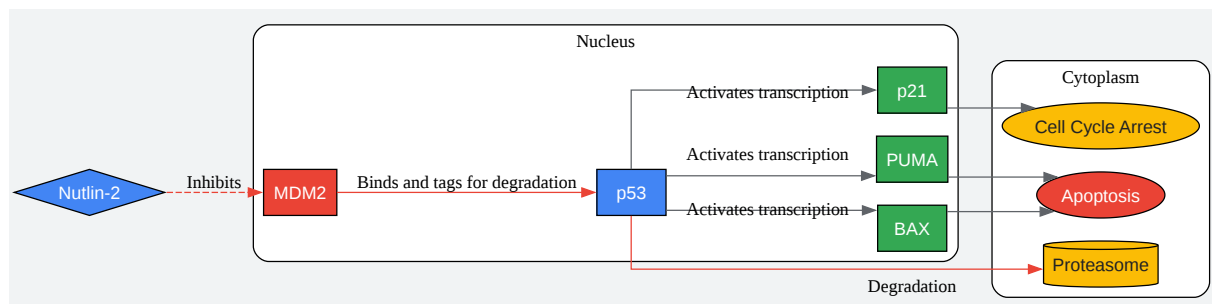 Nucleus
Cytoplasm
Activates transcription
p21
Cell Cycle Arrest
Activates transcription
PUMA
Nutlin-2
Inhibits
MDM2
Binds and tags for degradation
p53
Apoptosis
Activates transcription
BAX
Proteasome
Degradation